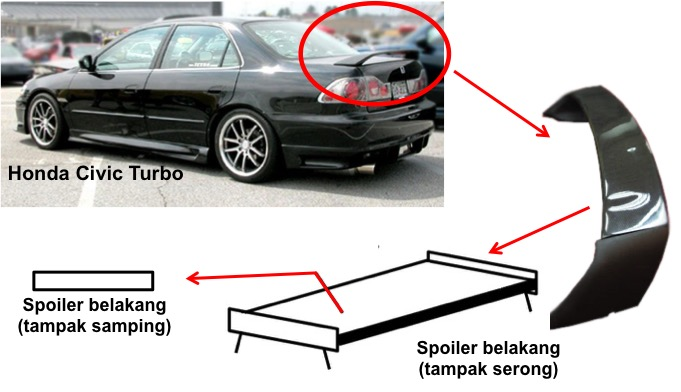 Honda Civic Turbo
Spoiler belakang
(tampak samping)
Spoiler belakang
(tampak serong)